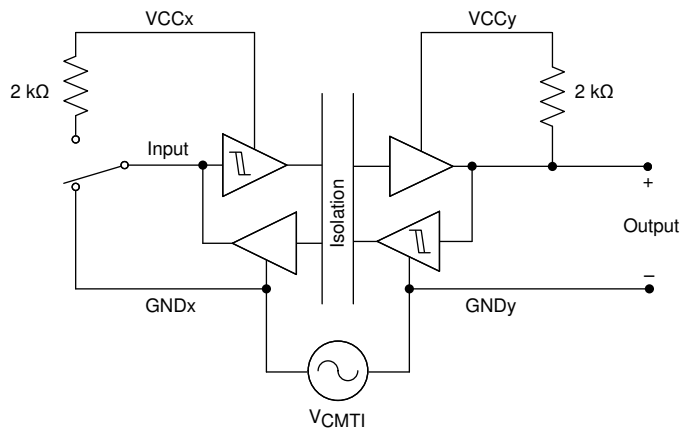 VCCx
VCCy
2 kΩ
2 kΩ
Input
+
Isolation
Output
–
GNDx
GNDy
VCMTI